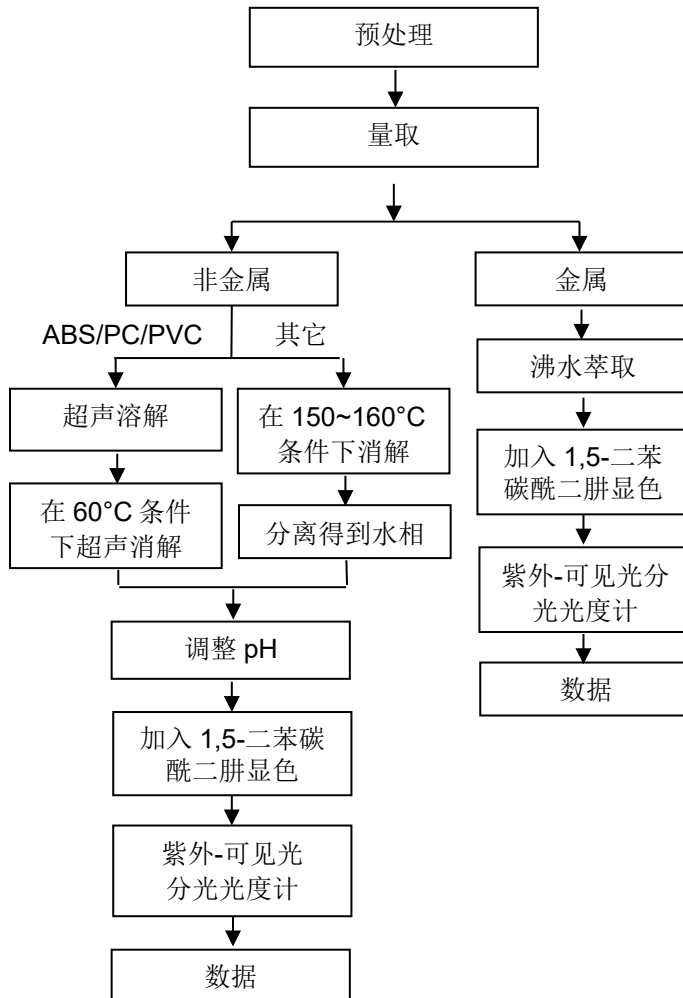 预处理
量取
非金属
金属
ABS/PC/PVC
其它
沸水萃取
超声溶解
在 150~160°C
条件下消解
加入 1,5-二苯
碳酰二肼显色
在 60°C 条件
下超声消解
分离得到水相
紫外-可见光分
光光度计
调整 pH
数据
加入 1,5-二苯碳
酰二肼显色
紫外-可见光
分光光度计
数据